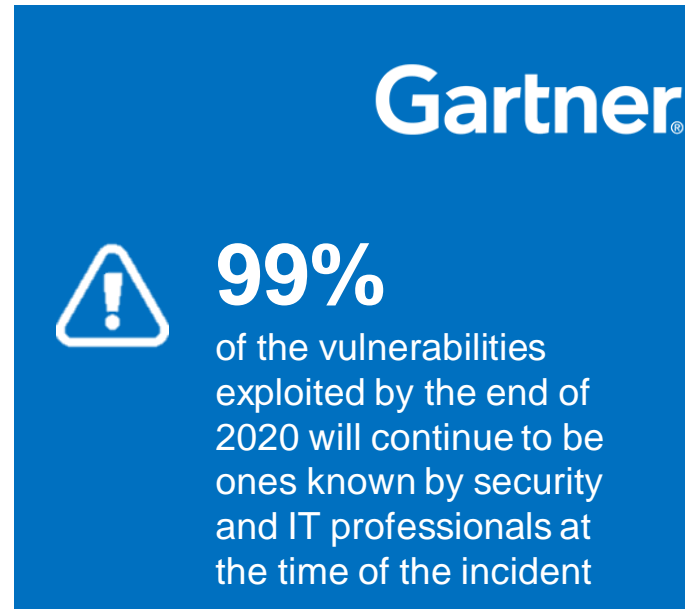 Gartner®
99%
of the vulnerabilities
exploited by the end of
2020 will continue to be
ones known by security
and IT professionals at
the time of the incident